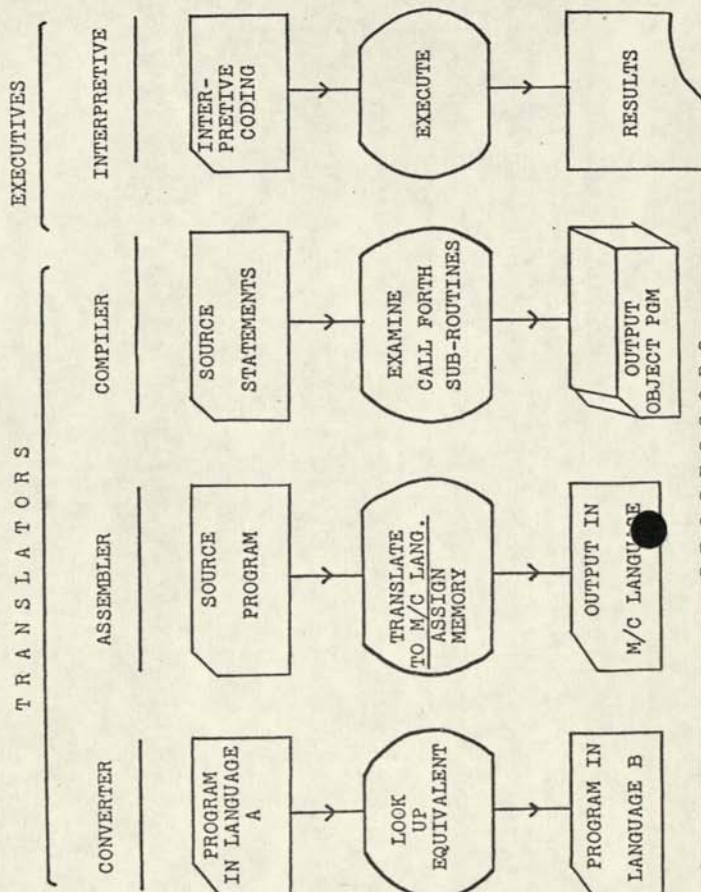 TRANSLATORS
EXECUTIVES
CONVERTER
ASSEMBLER
COMPILER
INTERPRETIVE
PROGRAM
IN LANGUAGE
A
SOURCE
PROGRAM
SOURCE
STATEMENTS
INTER-
PRETIVE
CODING
LOOK
UP
EQUIVALENT
TRANSLATE
TO M/C LANG.
ASSIGN
MEMORY
EXAMINE
CALL FORTH
SUB-ROUTINES
EXECUTE
PROGRAM IN
LANGUAGE B
OUTPUT IN
M/C LANGUAGE
OUTPUT
OBJECT PGM
RESULTS